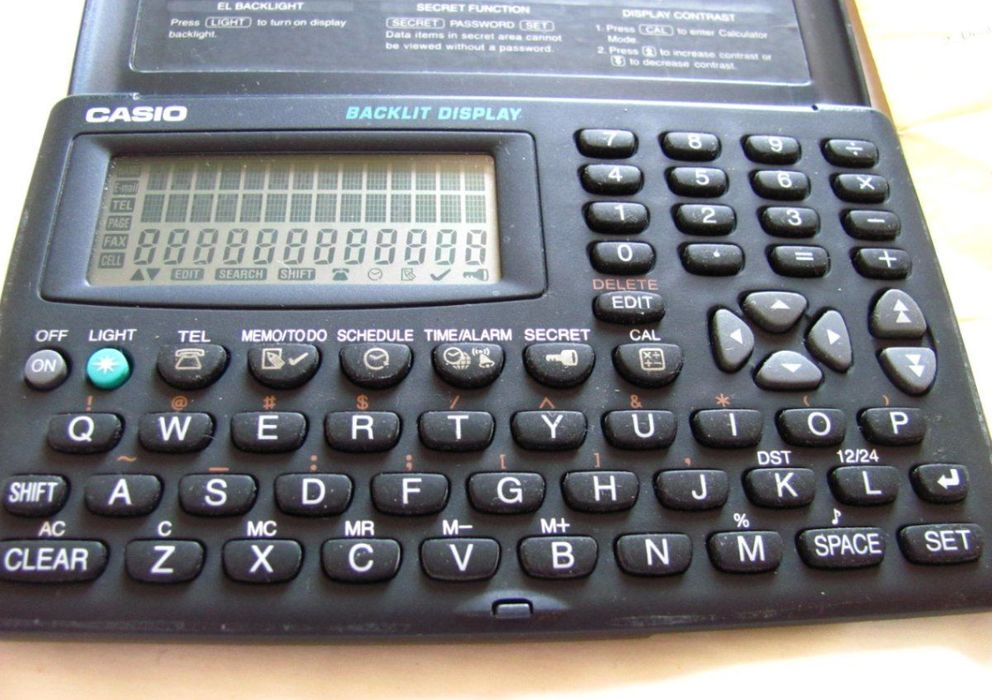 EL BACKLIGHT
Press LIGHT to turn on display
backlight.
SECRET FUNCTION
SECRET PASSWORD SET
Data items in secret area cannot
be viewed without a password.
DISPLAY CONTRAST
1. Press CAL to enter Calculator
Mode.
2. Press to increase contrast or
to decrease contrast.
CASIO
BACKLIT DISPLAY
E-mail
TEL
PAGE
FAX
CELL
888888888888
EDIT SEARCH SHIFT
7 8 9 ÷
4 5 6 ×
1 2 3 −
0 · = +
DELETE
EDIT
OFF LIGHT TEL MEMO/TO DO SCHEDULE TIME/ALARM SECRET CAL
ON
! @ # $ / ^ & * ( )
Q W E R T Y U I O P
~ _ : ; [ ] , DST 12/24
SHIFT A S D F G H J K L
AC C MC MR M− M+ % ♪
CLEAR Z X C V B N M SPACE SET